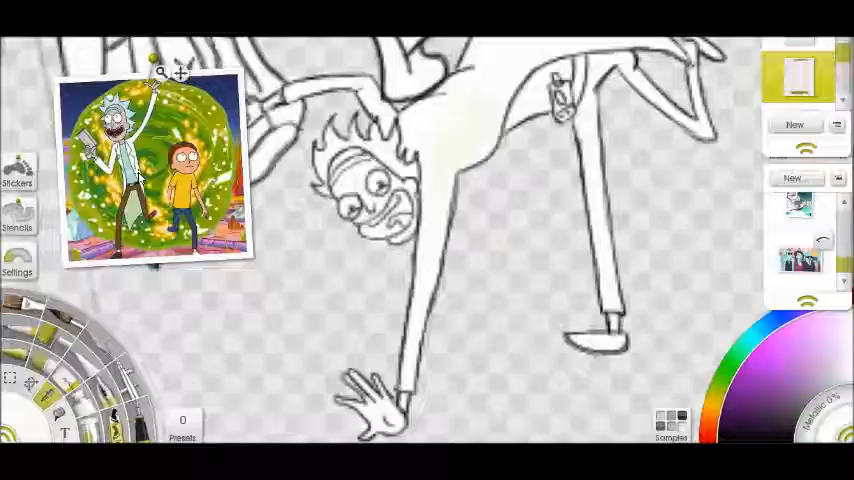 New
New
Stickers
Stencils
Settings
T
0
Presets
Samples
Metallic 0%